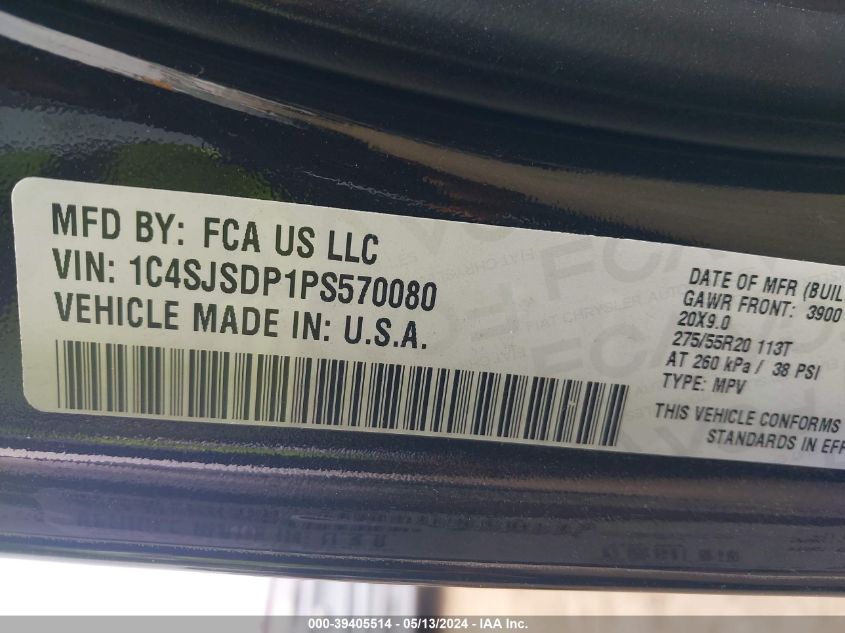 MFD BY: FCA US LLC
VIN: 1C4SJSDP1PS570080
VEHICLE MADE IN: U.S.A.
DATE OF MFR (BUIL
GAWR FRONT: 3900
20X9.0
275/55R20 113T
AT 260 kPa / 38 PSI
TYPE: MPV
THIS VEHICLE CONFORMS
STANDARDS IN EFF
000-39405514 - 05/13/2024 - IAA Inc.